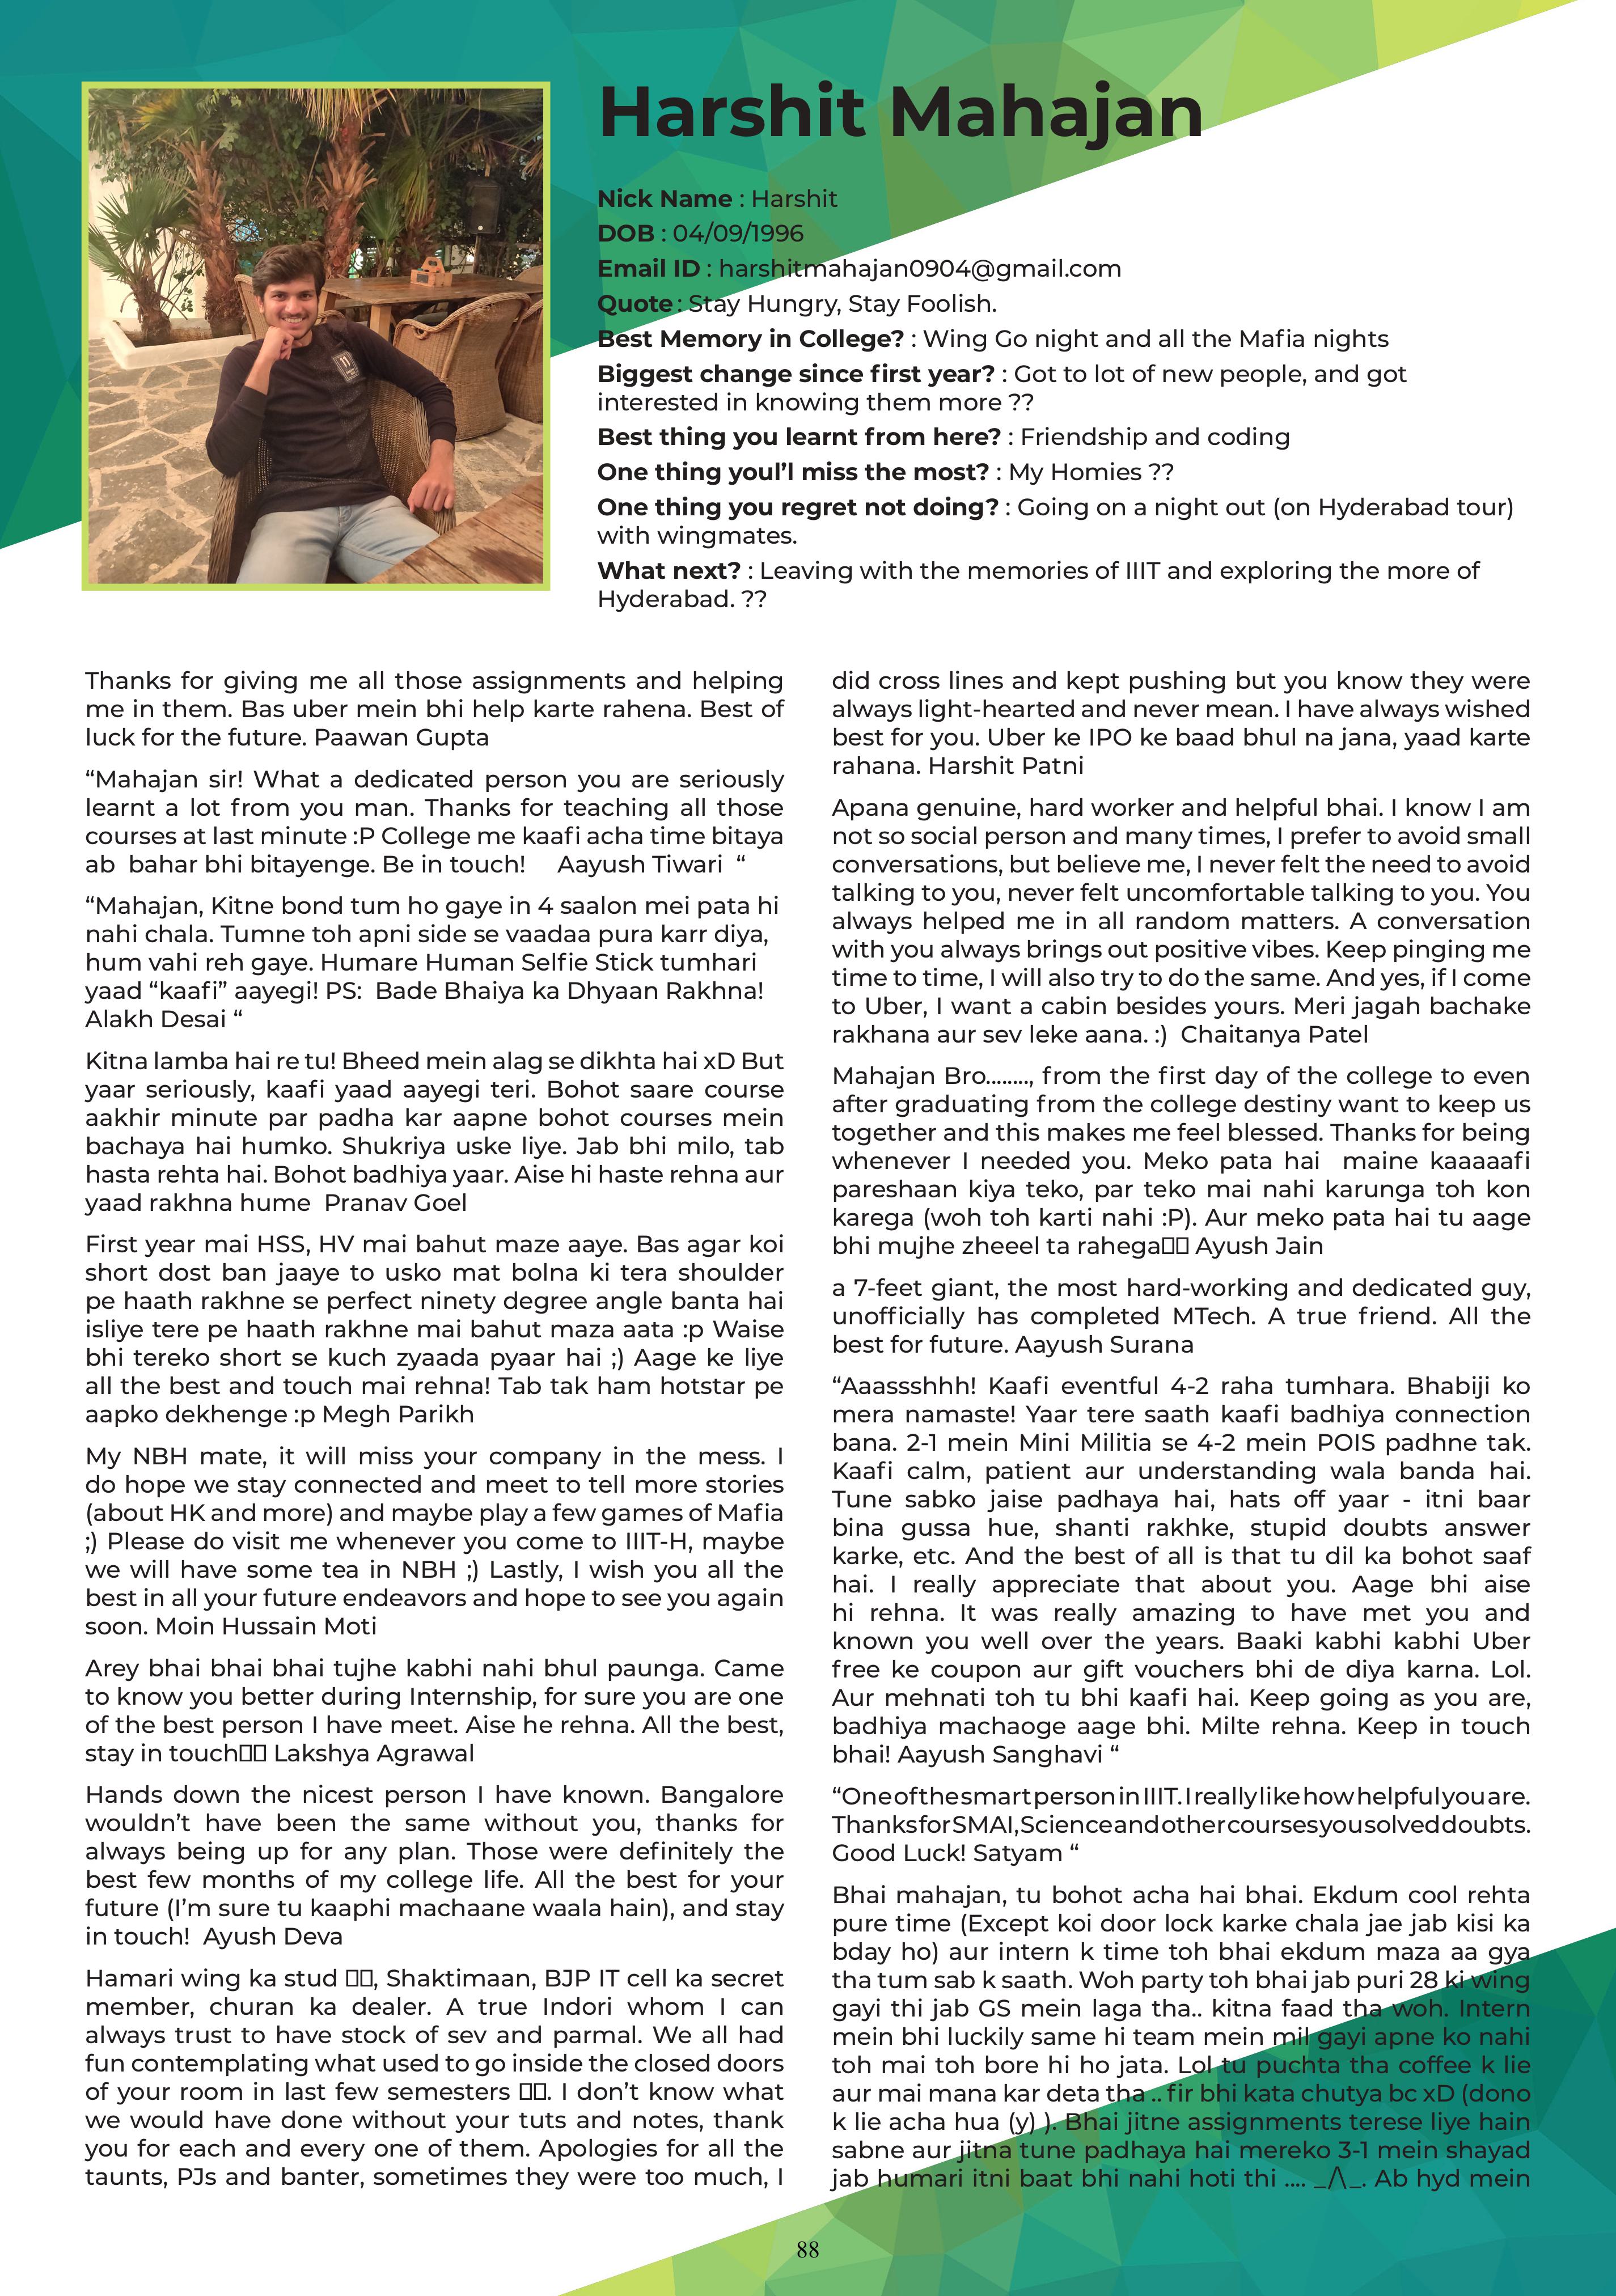 Harshit Mahajan
Nick Name : Harshit
DOB : 04/09/1996
Email ID : harshitmahajan0904@gmail.com
Quote : Stay Hungry, Stay Foolish.
Best Memory in College? : Wing Go night and all the Mafia nights
Biggest change since first year? : Got to lot of new people, and got
interested in knowing them more ??
Best thing you learnt from here? : Friendship and coding
One thing youl’l miss the most? : My Homies ??
One thing you regret not doing? : Going on a night out (on Hyderabad tour)
with wingmates.
What next? : Leaving with the memories of IIIT and exploring the more of
Hyderabad. ??
Thanks for giving me all those assignments and helping
me in them. Bas uber mein bhi help karte rahena. Best of
luck for the future. Paawan Gupta
“Mahajan sir! What a dedicated person you are seriously
learnt a lot from you man. Thanks for teaching all those
courses at last minute :P College me kaafi acha time bitaya
ab bahar bhi bitayenge. Be in touch! Aayush Tiwari “
“Mahajan, Kitne bond tum ho gaye in 4 saalon mei pata hi
nahi chala. Tumne toh apni side se vaadaa pura karr diya,
hum vahi reh gaye. Humare Human Selfie Stick tumhari
yaad “kaafi” aayegi! PS: Bade Bhaiya ka Dhyaan Rakhna!
Alakh Desai “
Kitna lamba hai re tu! Bheed mein alag se dikhta hai xD But
yaar seriously, kaafi yaad aayegi teri. Bohot saare course
aakhir minute par padha kar aapne bohot courses mein
bachaya hai humko. Shukriya uske liye. Jab bhi milo, tab
hasta rehta hai. Bohot badhiya yaar. Aise hi haste rehna aur
yaad rakhna hume Pranav Goel
First year mai HSS, HV mai bahut maze aaye. Bas agar koi
short dost ban jaaye to usko mat bolna ki tera shoulder
pe haath rakhne se perfect ninety degree angle banta hai
isliye tere pe haath rakhne mai bahut maza aata :p Waise
bhi tereko short se kuch zyaada pyaar hai ;) Aage ke liye
all the best and touch mai rehna! Tab tak ham hotstar pe
aapko dekhenge :p Megh Parikh
My NBH mate, it will miss your company in the mess. I
do hope we stay connected and meet to tell more stories
(about HK and more) and maybe play a few games of Mafia
;) Please do visit me whenever you come to IIIT-H, maybe
we will have some tea in NBH ;) Lastly, I wish you all the
best in all your future endeavors and hope to see you again
soon. Moin Hussain Moti
Arey bhai bhai bhai tujhe kabhi nahi bhul paunga. Came
to know you better during Internship, for sure you are one
of the best person I have meet. Aise he rehna. All the best,
stay in touch▯▯ Lakshya Agrawal
Hands down the nicest person I have known. Bangalore
wouldn’t have been the same without you, thanks for
always being up for any plan. Those were definitely the
best few months of my college life. All the best for your
future (I’m sure tu kaaphi machaane waala hain), and stay
in touch! Ayush Deva
Hamari wing ka stud ▯▯, Shaktimaan, BJP IT cell ka secret
member, churan ka dealer. A true Indori whom I can
always trust to have stock of sev and parmal. We all had
fun contemplating what used to go inside the closed doors
of your room in last few semesters ▯▯. I don’t know what
we would have done without your tuts and notes, thank
you for each and every one of them. Apologies for all the
taunts, PJs and banter, sometimes they were too much, I
did cross lines and kept pushing but you know they were
always light-hearted and never mean. I have always wished
best for you. Uber ke IPO ke baad bhul na jana, yaad karte
rahana. Harshit Patni
Apana genuine, hard worker and helpful bhai. I know I am
not so social person and many times, I prefer to avoid small
conversations, but believe me, I never felt the need to avoid
talking to you, never felt uncomfortable talking to you. You
always helped me in all random matters. A conversation
with you always brings out positive vibes. Keep pinging me
time to time, I will also try to do the same. And yes, if I come
to Uber, I want a cabin besides yours. Meri jagah bachake
rakhana aur sev leke aana. :) Chaitanya Patel
Mahajan Bro........, from the first day of the college to even
after graduating from the college destiny want to keep us
together and this makes me feel blessed. Thanks for being
whenever I needed you. Meko pata hai maine kaaaaafi
pareshaan kiya teko, par teko mai nahi karunga toh kon
karega (woh toh karti nahi :P). Aur meko pata hai tu aage
bhi mujhe zheeel ta rahega▯▯ Ayush Jain
a 7-feet giant, the most hard-working and dedicated guy,
unofficially has completed MTech. A true friend. All the
best for future. Aayush Surana
“Aaassshhh! Kaafi eventful 4-2 raha tumhara. Bhabiji ko
mera namaste! Yaar tere saath kaafi badhiya connection
bana. 2-1 mein Mini Militia se 4-2 mein POIS padhne tak.
Kaafi calm, patient aur understanding wala banda hai.
Tune sabko jaise padhaya hai, hats off yaar - itni baar
bina gussa hue, shanti rakhke, stupid doubts answer
karke, etc. And the best of all is that tu dil ka bohot saaf
hai. I really appreciate that about you. Aage bhi aise
hi rehna. It was really amazing to have met you and
known you well over the years. Baaki kabhi kabhi Uber
free ke coupon aur gift vouchers bhi de diya karna. Lol.
Aur mehnati toh tu bhi kaafi hai. Keep going as you are,
badhiya machaoge aage bhi. Milte rehna. Keep in touch
bhai! Aayush Sanghavi “
“One of the smart person in IIIT. I really like how helpful you are.
Thanks for SMAI, Science and other courses you solved doubts.
Good Luck! Satyam “
Bhai mahajan, tu bohot acha hai bhai. Ekdum cool rehta
pure time (Except koi door lock karke chala jae jab kisi ka
bday ho) aur intern k time toh bhai ekdum maza aa gya
tha tum sab k saath. Woh party toh bhai jab puri 28 ki wing
gayi thi jab GS mein laga tha.. kitna faad tha woh. Intern
mein bhi luckily same hi team mein mil gayi apne ko nahi
toh mai toh bore hi ho jata. Lol tu puchta tha coffee k lie
aur mai mana kar deta tha .. fir bhi kata chutya bc xD (dono
k lie acha hua (y) ). Bhai jitne assignments terese liye hain
sabne aur jitna tune padhaya hai mereko 3-1 mein shayad
jab humari itni baat bhi nahi hoti thi .... _/\_. Ab hyd mein
88